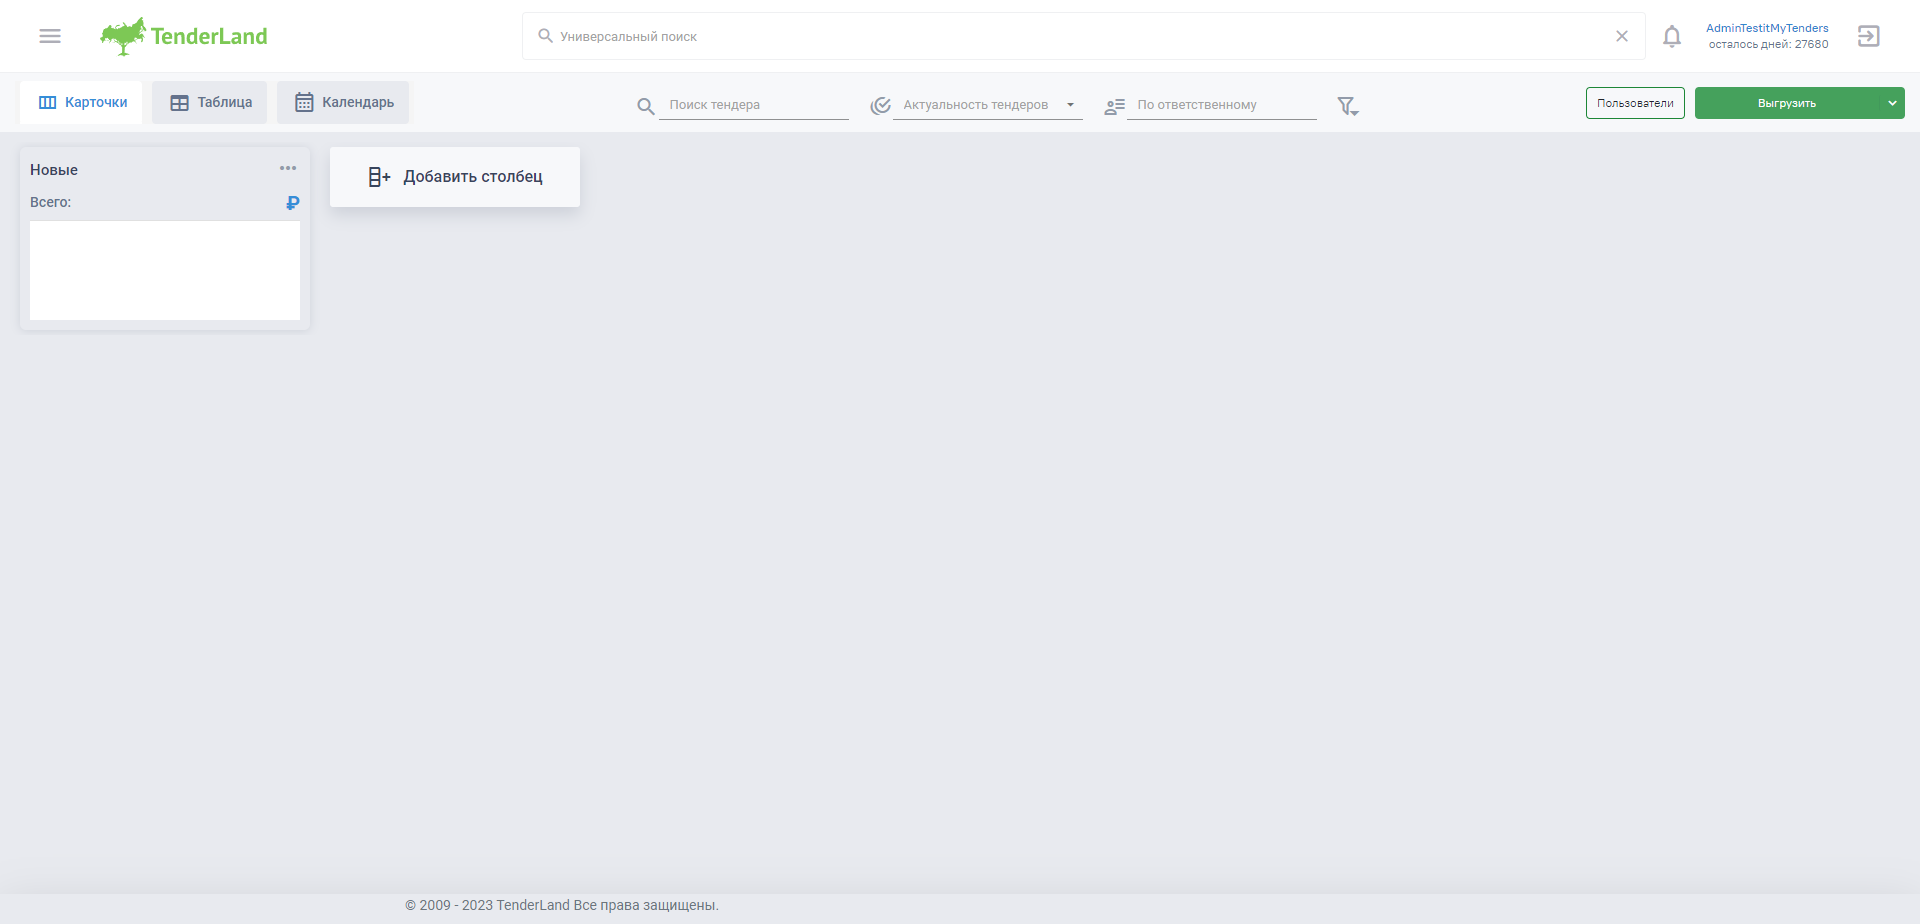 TenderLand
Универсальный поиск
AdminTestitMyTenders
осталось дней: 27680
Карточки
Таблица
Календарь
Поиск тендера
Актуальность тендеров
По ответственному
Пользователи
Выгрузить
Новые
Всего:
₽
Добавить столбец
© 2009 - 2023 TenderLand Все права защищены.